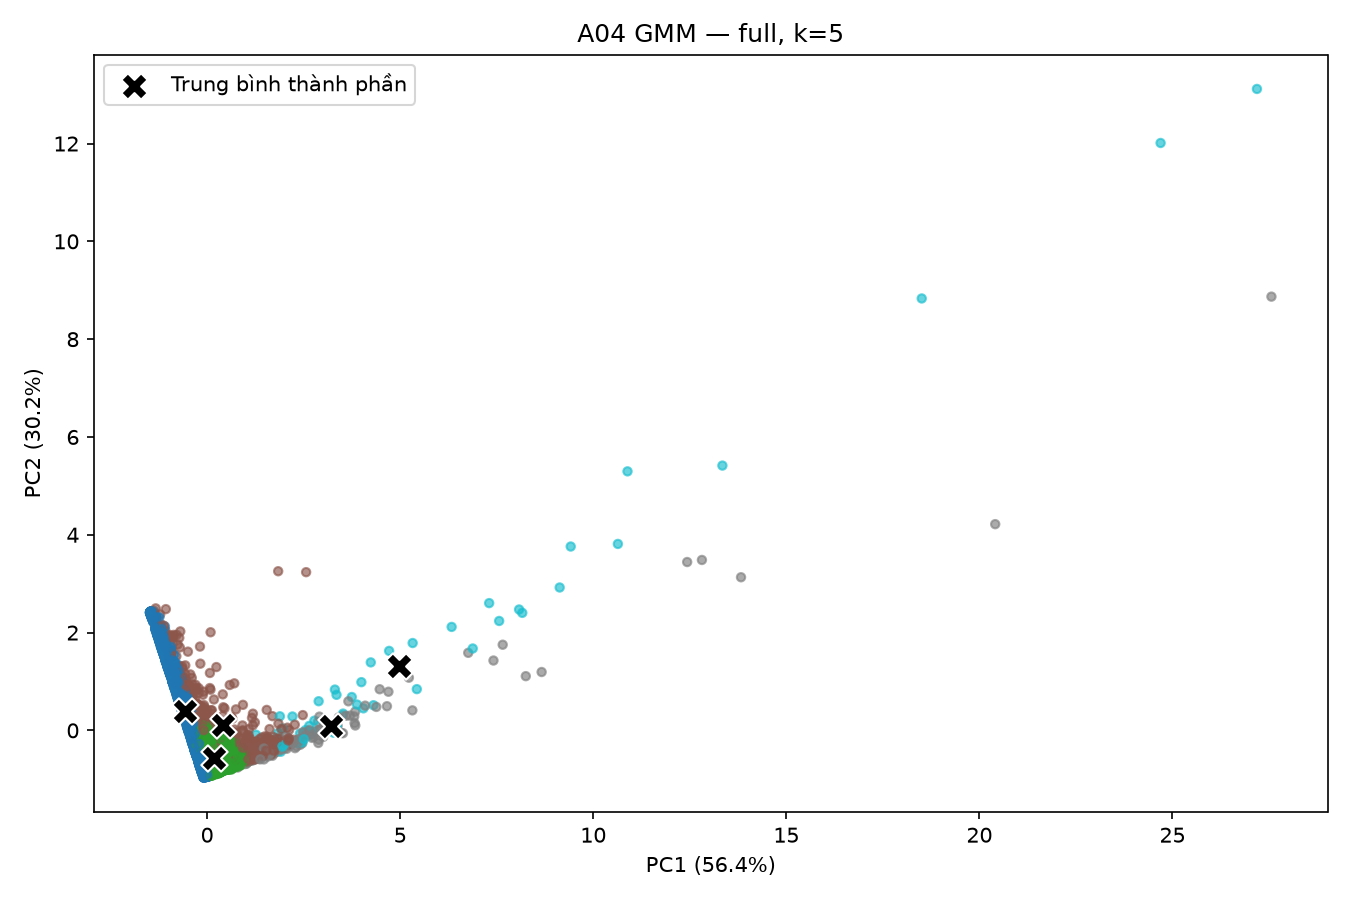 A04 GMM — full, k=5
Trung bình thành phần
12
10
8
6
4
2
0
PC2 (30.2%)
0 5 10 15 20 25
PC1 (56.4%)